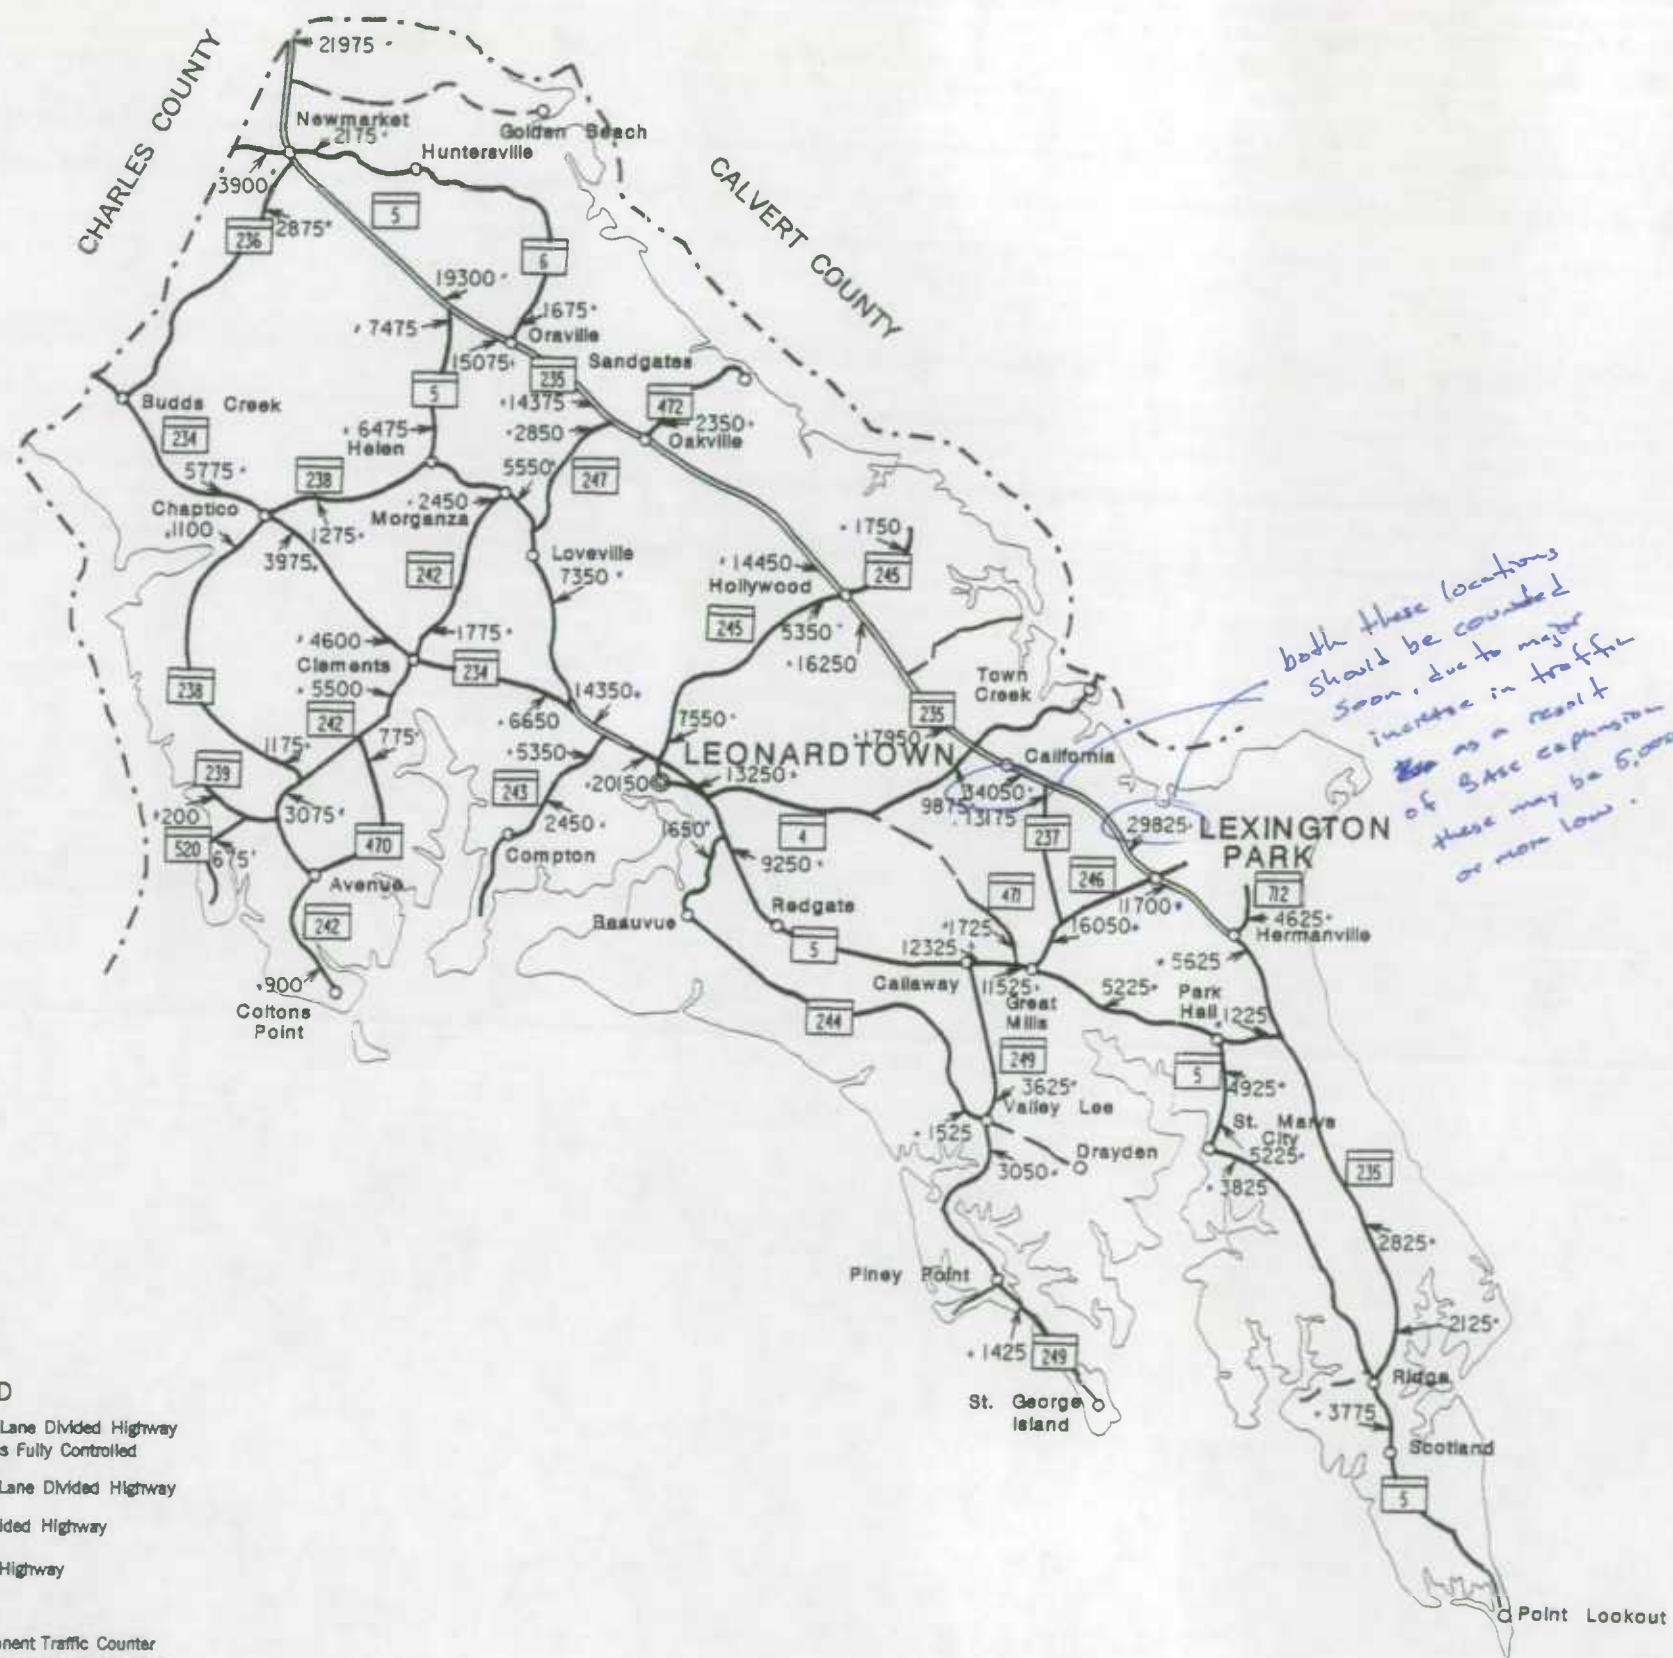 21975
CHARLES COUNTY
Newmarket
2175
Golden Beach
Huntersville
3900
CALVERT COUNTY
5
2875
236
6
19300
1675
7475
Oraville
15075
Sandgates
235
5
14375
472
Budds Creek
2350
234
6475
2850
Oakville
Helen
5550
5775
238
247
2450
Chaptico
Morganza
1100
1275
1750
3975
Loveville
14450
242
7350
Hollywood
245
245
5350
4600
1775
16250
Clements
234
Town
Creek
238
5500
14350
242
6650
7550
235
1175
775
5350
17950
LEONARDTOWN
California
239
243
20150
13250
34050
9875
13175
200
3075
2450
1650
4
237
29825
LEXINGTON
PARK
520
675
470
Compton
9250
246
Avenue
471
11700
712
Redgate
Beauvue
1725
16050
4625
242
5
12325
Hermanville
5625
900
Callaway
11525
5225
Park
Hall
Coltons
Point
Great
Mills
1225
244
249
5
4925
3625
Valley Lee
St. Marys
City
1525
5225
3050
Drayden
3825
235
2825
Piney Point
2125
1425
249
Ridge
St. George
Island
3775
Scotland
5
Point Lookout
both these locations
should be counted
soon, due to major
increase in traffic
as a result
of Base expansion
these may be 5,000
or more low.
D
Lane Divided Highway
s Fully Controlled
Lane Divided Highway
ided Highway
Highway
nent Traffic Counter